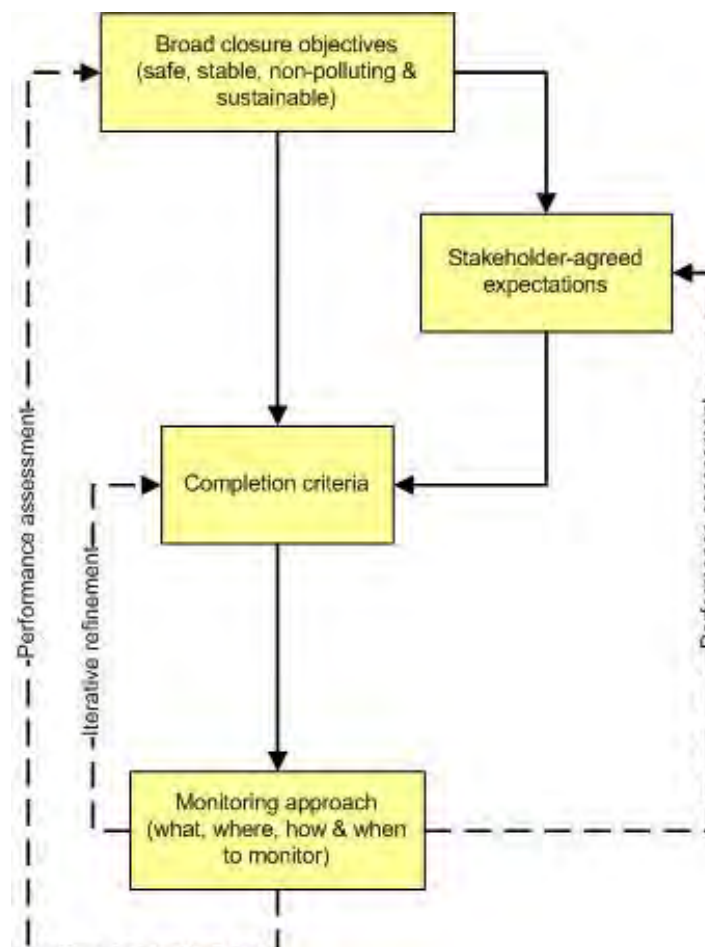 Broad closure objectives
(safe, stable, non-polluting &
sustainable)
Stakeholder-agreed
expectations
Completion criteria
Monitoring approach
(what, where, how & when
to monitor)
Performance assessment
Iterative refinement